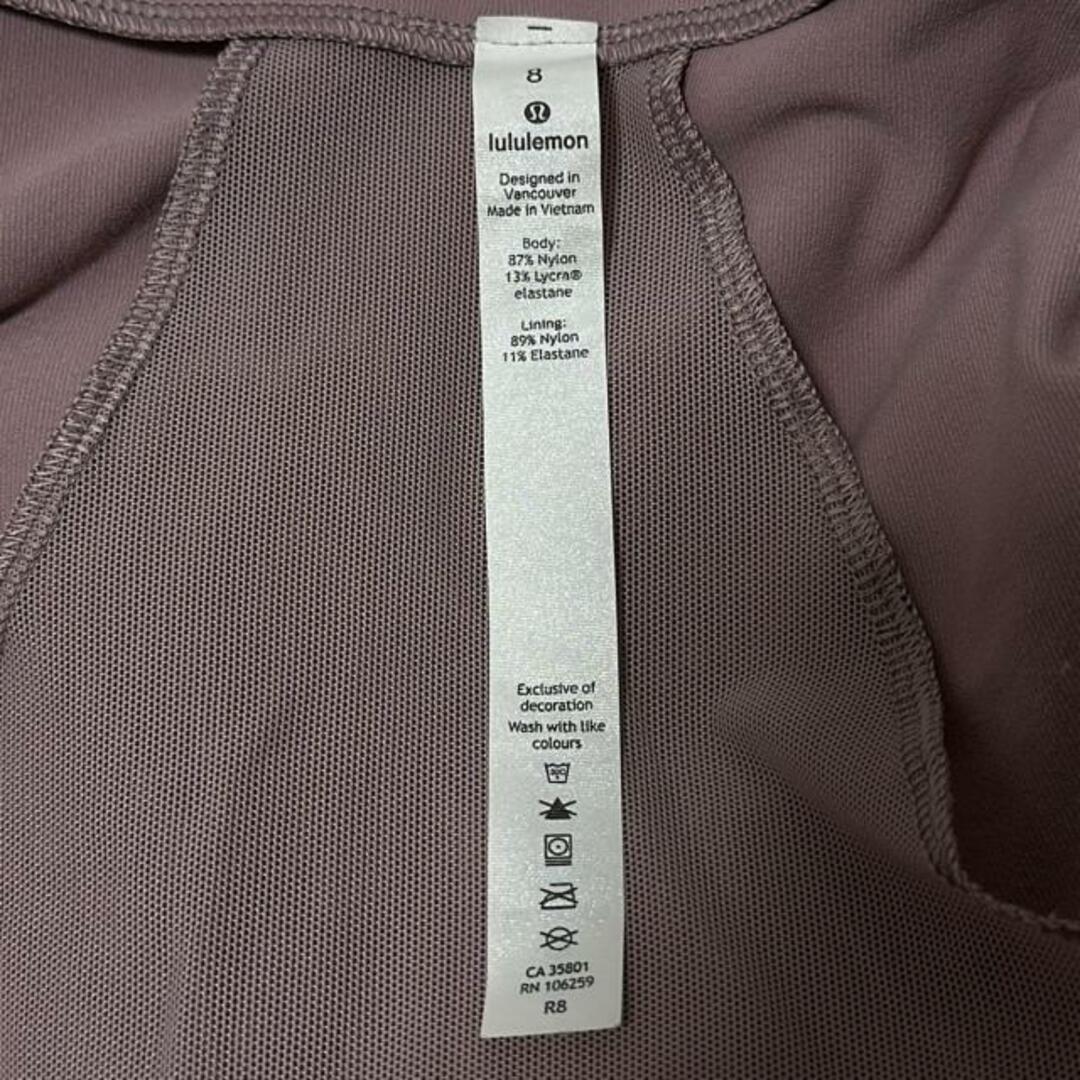 8
lululemon
Designed in
Vancouver
Made in Vietnam
Body:
87% Nylon
13% Lycra®
elastane
Lining:
89% Nylon
11% Elastane
Exclusive of
decoration
Wash with like
colours
CA 35801
RN 106259
R8